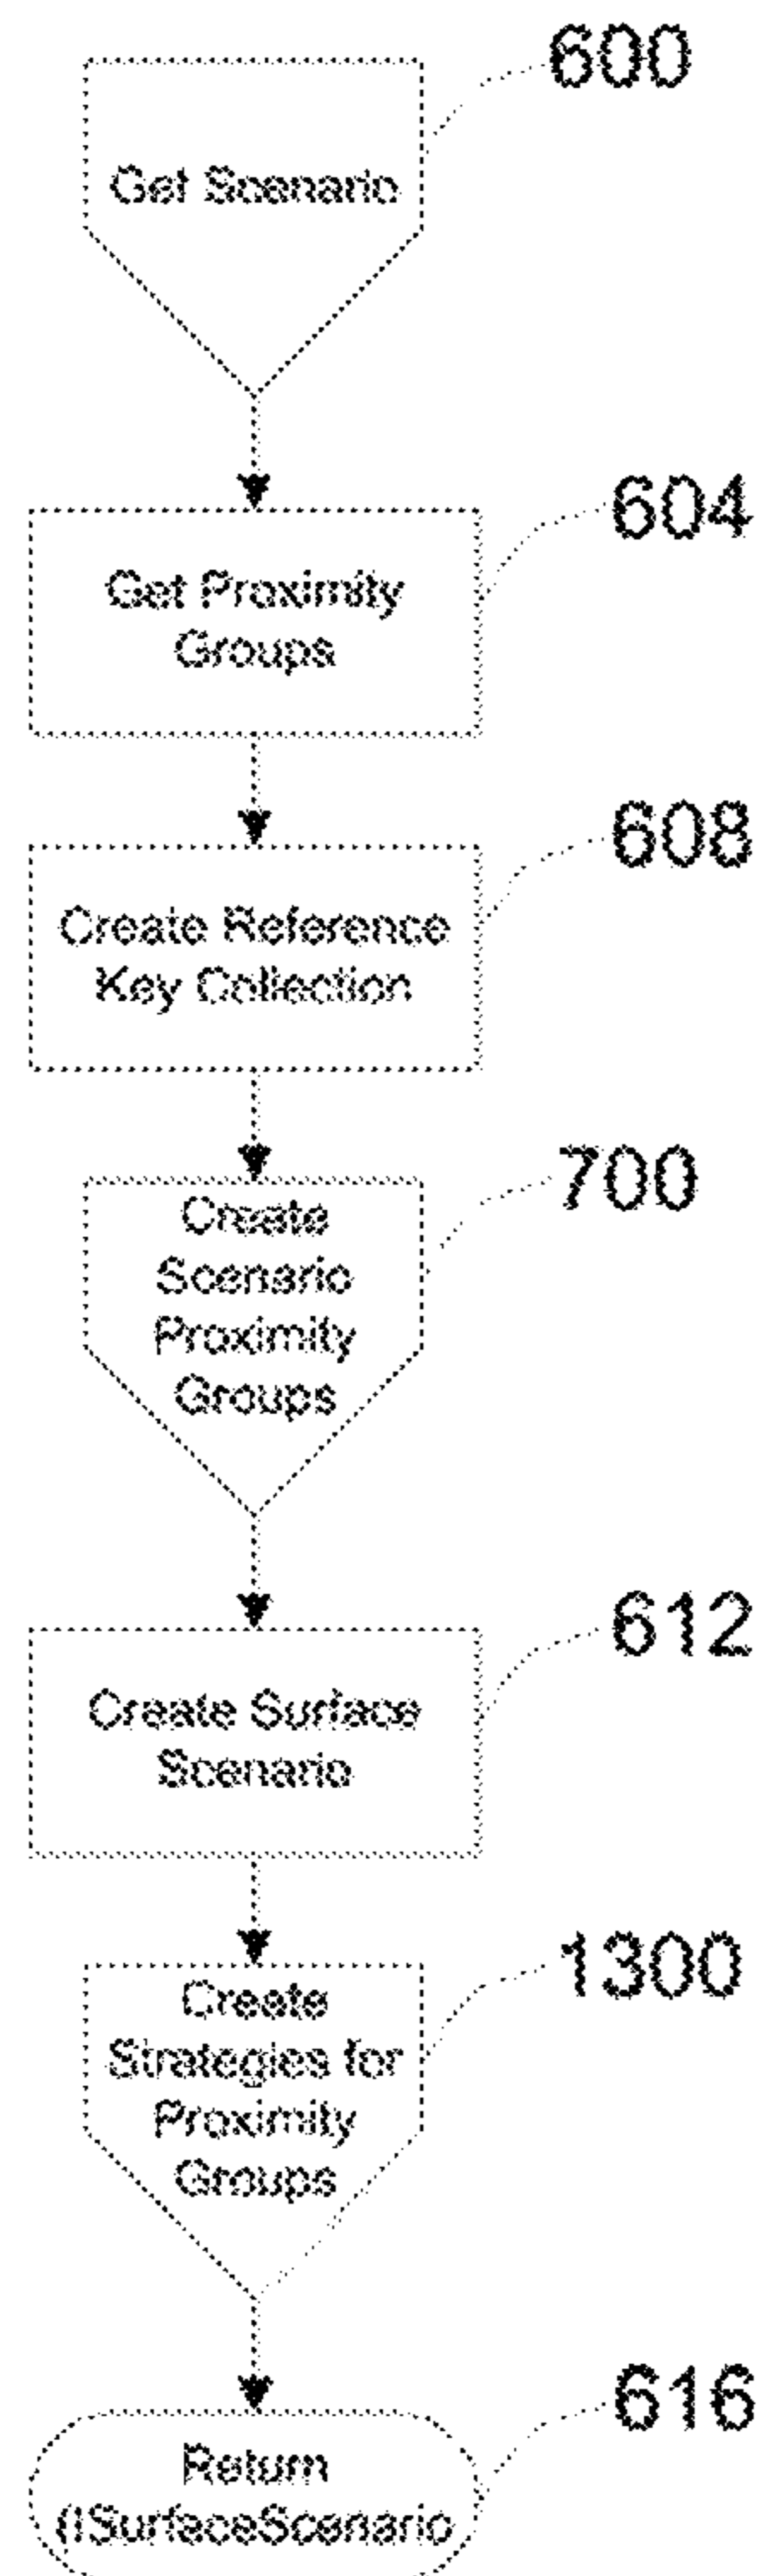 600
Get Scenario
604
Get Proximity
Groups
608
Create Reference
Key Collection
700
Create
Scenario
Proximity
Groups
612
Create Surface
Scenario
1300
Create
Strategies for
Proximity
Groups
616
Return
(ISurfaceScenario